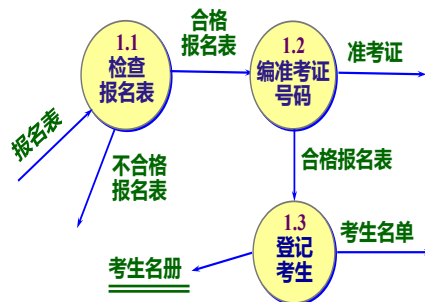 1.1
检查
报名表
合格
报名表
1.2
编准考证
号码
准考证
报名表
不合格
报名表
合格报名表
1.3
登记
考生
考生名单
考生名册